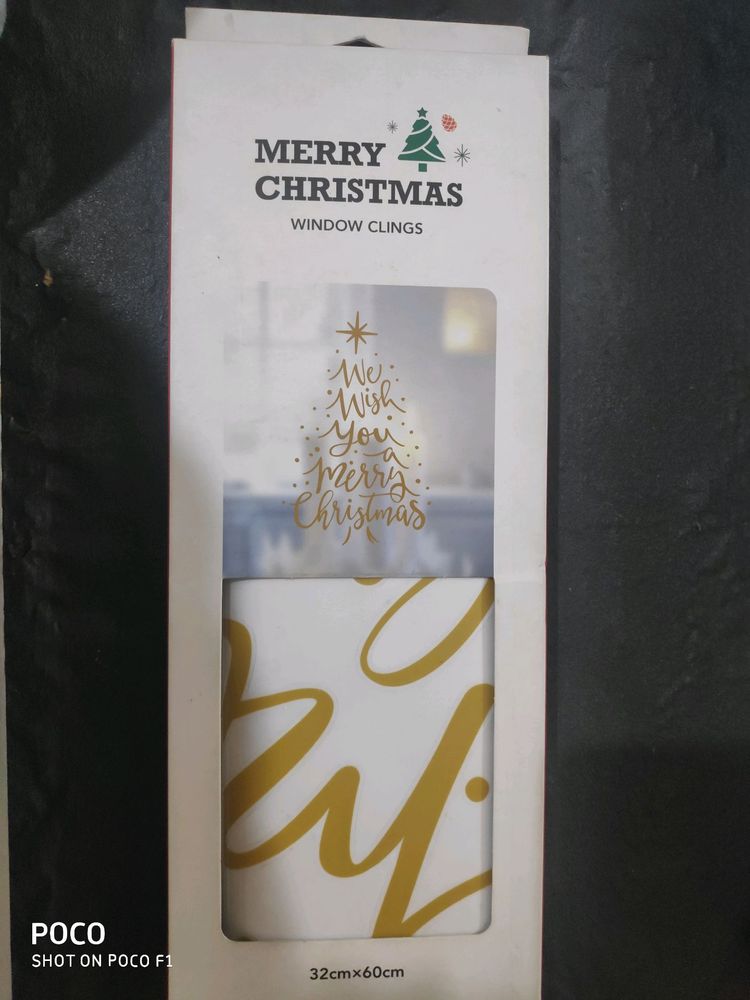 MERRY
CHRISTMAS
WINDOW CLINGS
We
Wish
You
a
Merry
Christmas
32cm×60cm
POCO
SHOT ON POCO F1